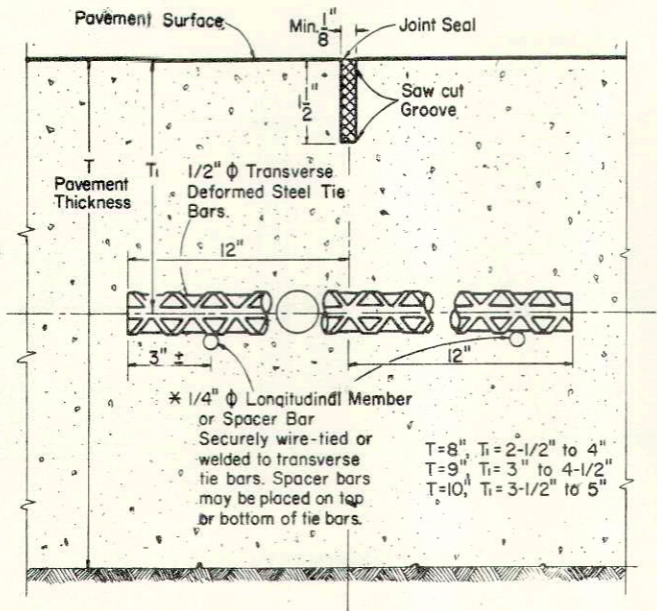 Pavement Surface
Min. 1/8"
Joint Seal
1 1/2"
Saw cut
Groove
T
Pavement
Thickness
T₁
1/2" ϕ Transverse
Deformed Steel Tie
Bars.
12"
3" ±
12"
* 1/4" ϕ Longitudinal Member
or Spacer Bar
Securely wire-tied or
welded to transverse
tie bars. Spacer bars
may be placed on top
or bottom of tie bars.
T=8", T₁=2-1/2" to 4"
T=9", T₁=3" to 4-1/2"
T=10," T₁=3-1/2" to 5"